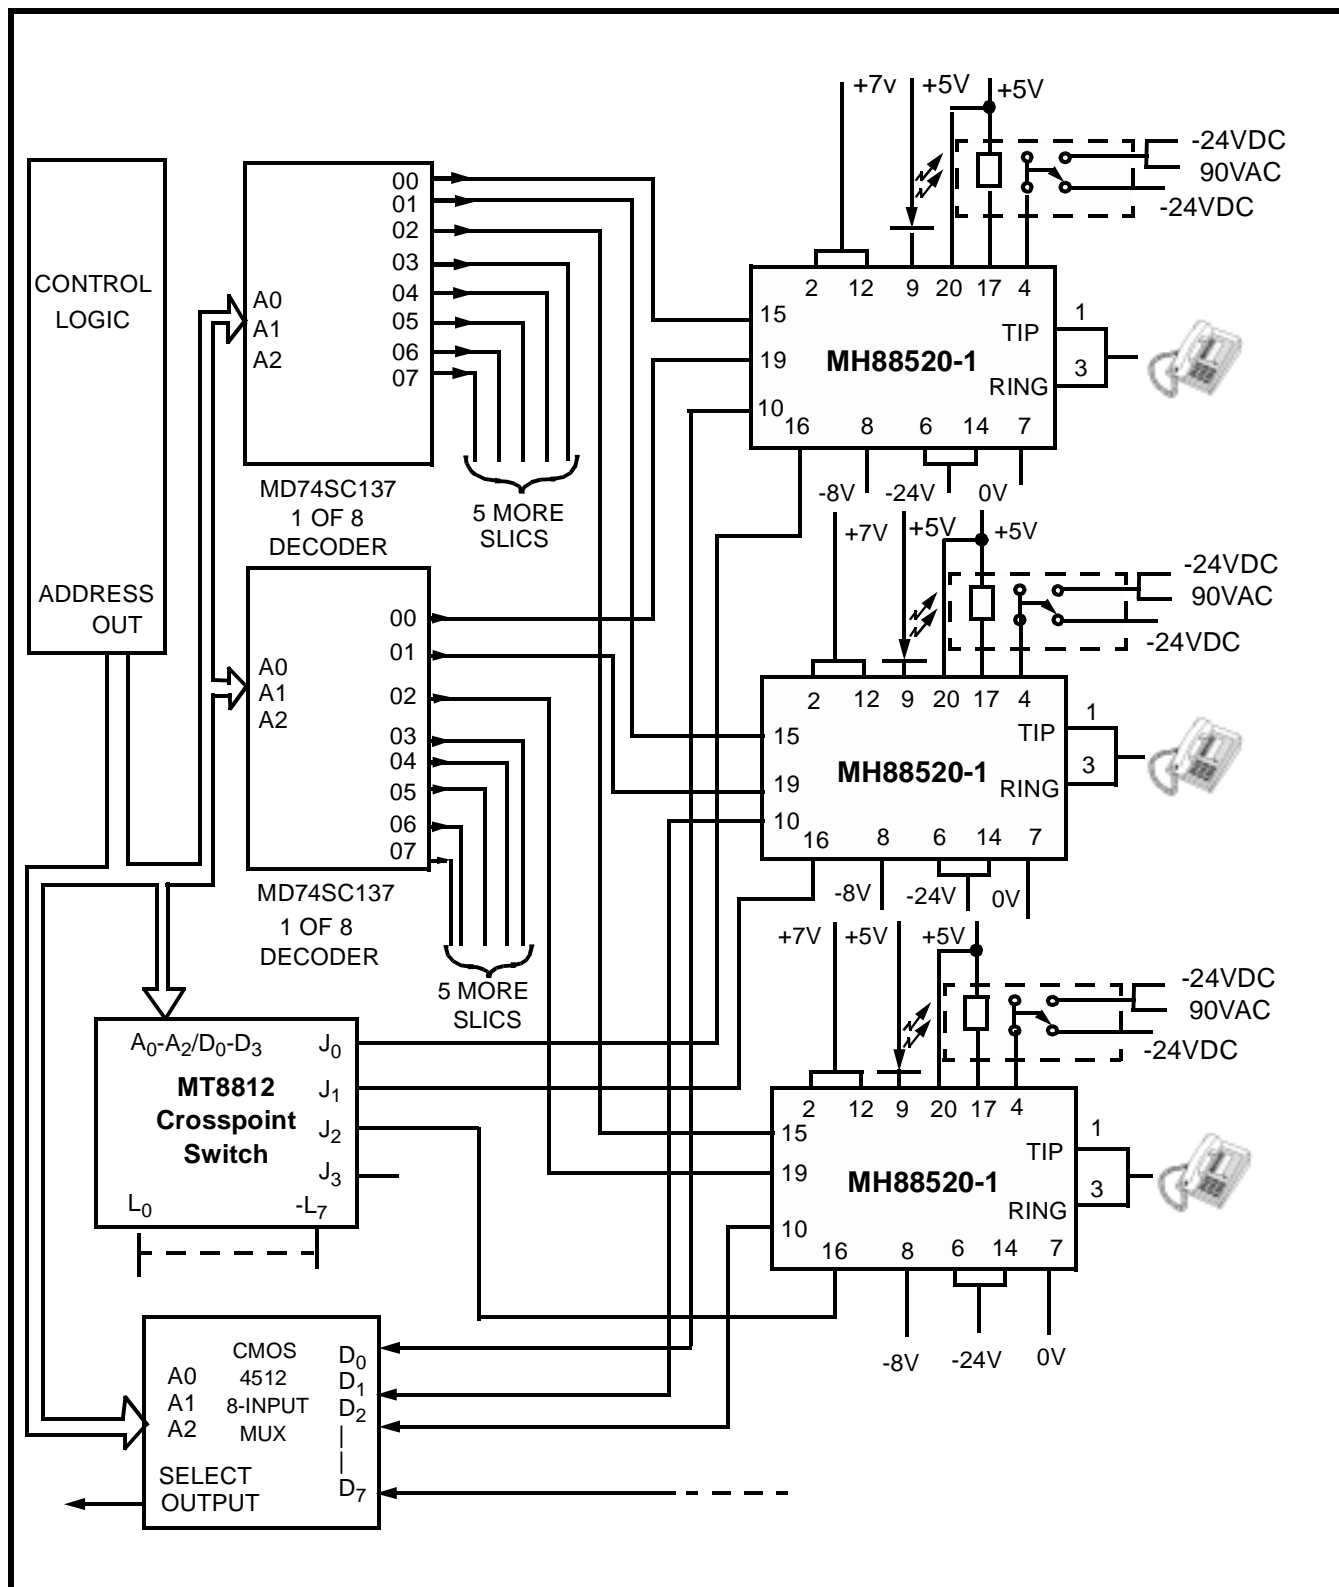 CONTROL
LOGIC
ADDRESS
OUT
A0
A1
A2
00
01
02
03
04
05
06
07
MD74SC137
1 OF 8
DECODER
5 MORE
SLICS
A0
A1
A2
00
01
02
03
04
05
06
07
MD74SC137
1 OF 8
DECODER
5 MORE
SLICS
A0-A2/D0-D3
MT8812
Crosspoint
Switch
J0
J1
J2
J3
L0
-L7
CMOS
4512
8-INPUT
MUX
A0
A1
A2
D0
D1
D2
|
|
D7
SELECT
OUTPUT
+7v
+5V
+5V
-24VDC
90VAC
-24VDC
2 12 9 20 17 4
15
19
10
MH88520-1
TIP
RING
1
3
16 8 6 14 7
-8V -24V 0V
+7V +5V +5V
-24VDC
90VAC
-24VDC
2 12 9 20 17 4
15
19
10
MH88520-1
TIP
RING
1
3
16 8 6 14 7
-8V -24V 0V
+7V +5V +5V
-24VDC
90VAC
-24VDC
2 12 9 20 17 4
15
19
10
MH88520-1
TIP
RING
1
3
16 8 6 14 7
-8V -24V 0V